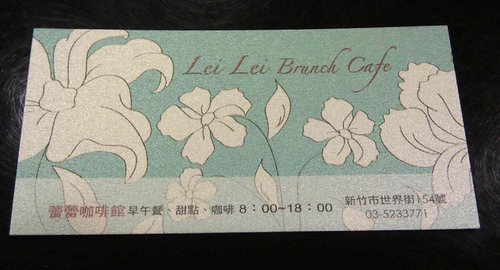 Lei Lei Brunch Cafe
蕾蕾咖啡館 早午餐、甜點、咖啡 8：00~18：00
新竹市世界街154號
03-5233771